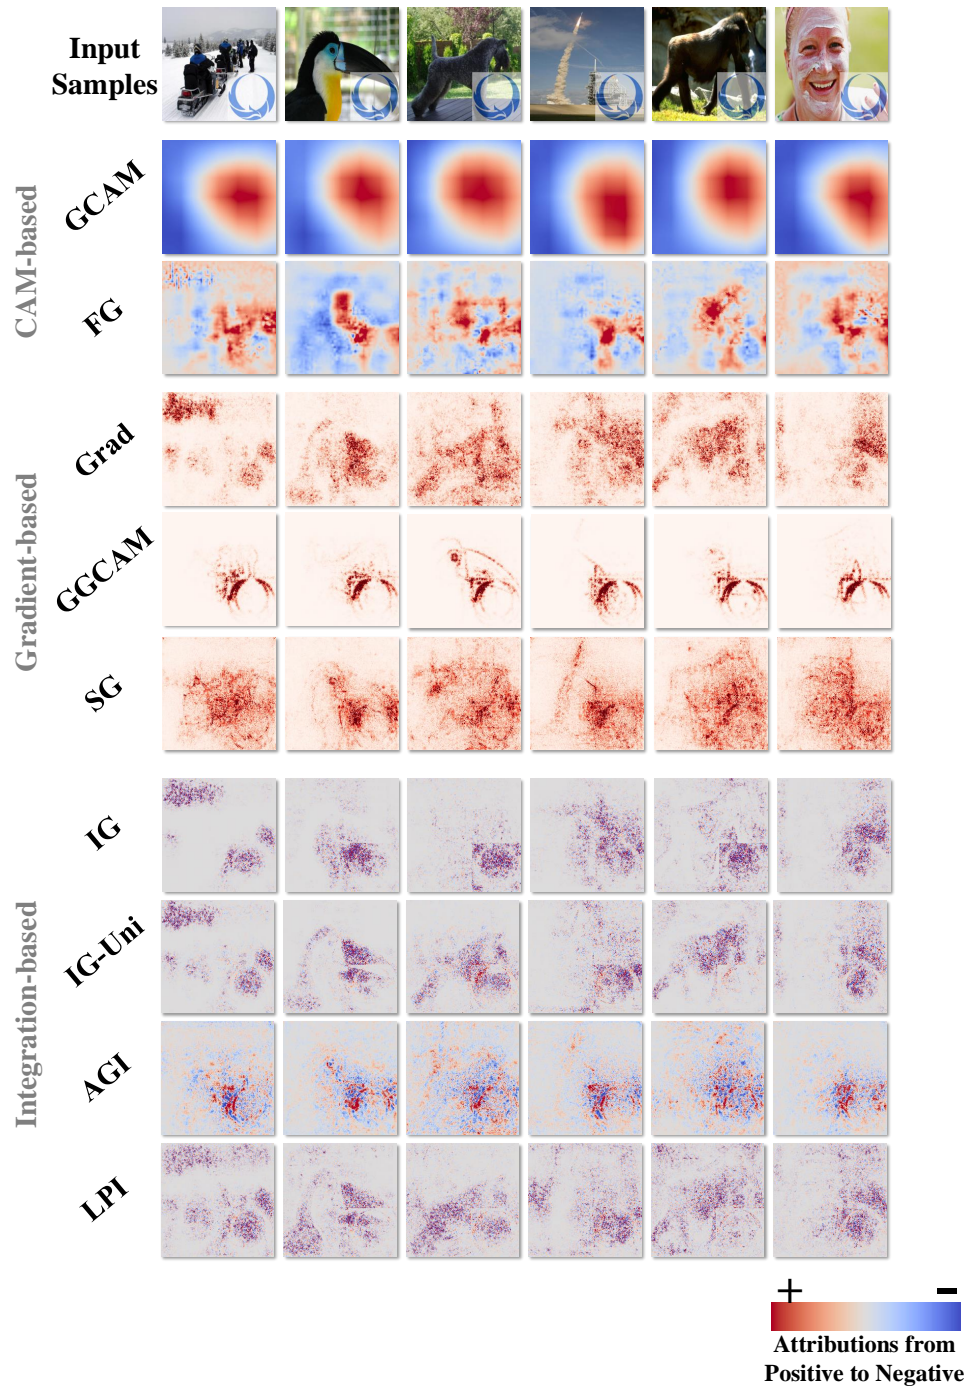 Input
Samples
CAM-based
GCAM
FG
Gradient-based
Grad
GGCAM
SG
Integration-based
IG
IG-Uni
AGI
LPI
+ -
Attributions from
Positive to Negative